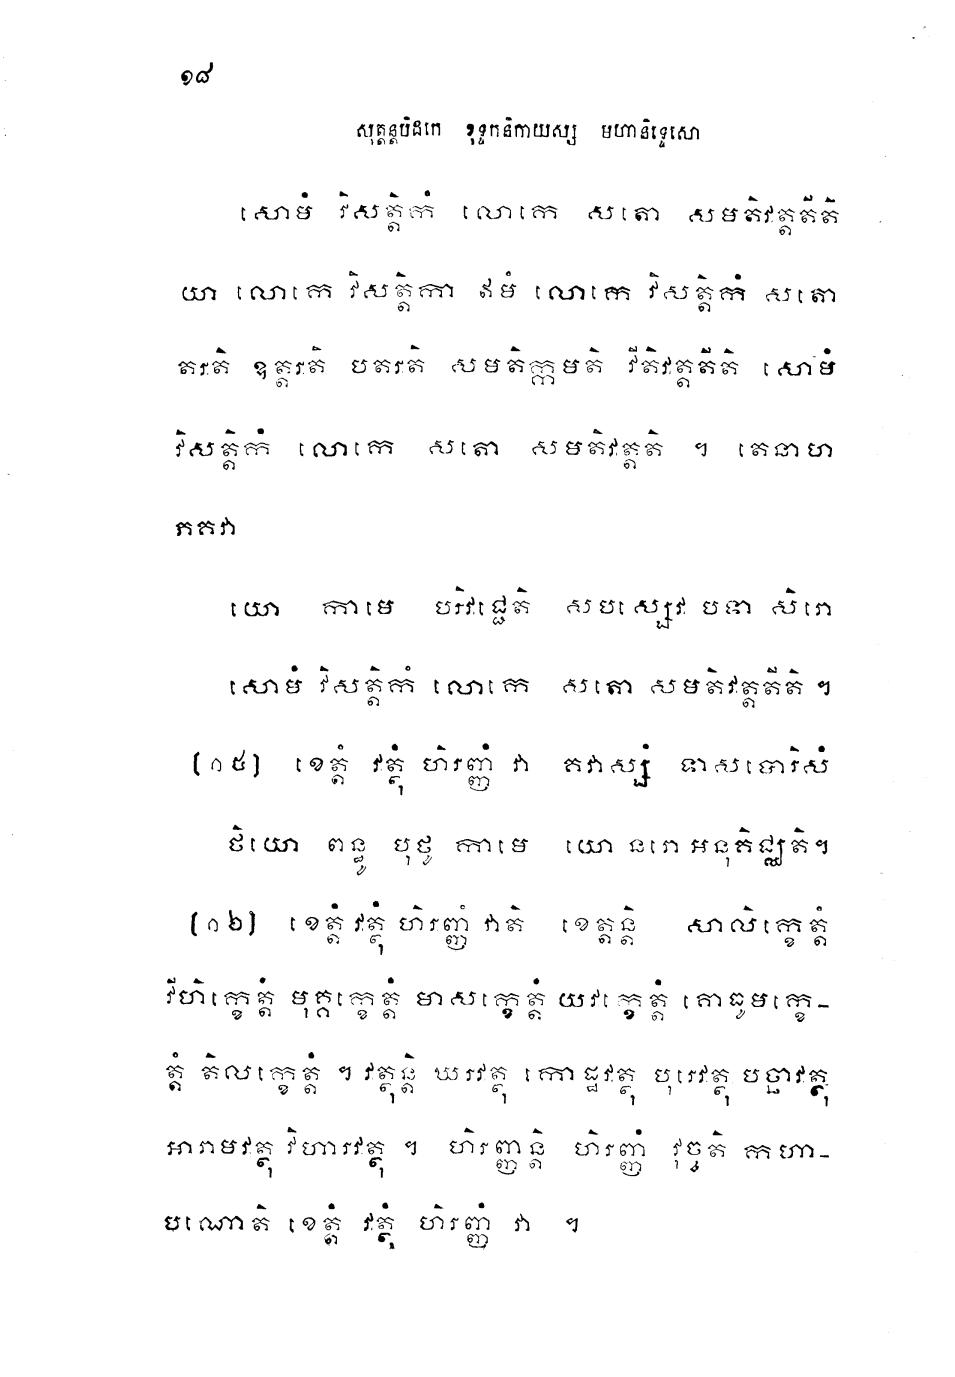 ១៨
សុត្តន្តបិដកេ ខុទ្ទកនិកាយស្ស មហានិទ្ទេសោ
សោមំ វិសត្តិកំ លោកេ សតោ សមតិវត្តតីតិ
យា លោកេ វិសត្តិកា ឥមំ លោកេ វិសត្តិកំ សតោ
តរតិ ឧត្តរតិ បតរតិ សមតិក្កមតិ វីតិវត្តតីតិ សោមំ
វិសត្តិកំ លោកេ សតោ សមតិវត្តតិ ។ តេនាហ
ភគវា
យោ កាមេ បរិវជ្ជេតិ សប្បស្សេវ បទា សិរោ
សោមំ វិសត្តិកំ លោកេ សតោ សមតិវត្តតីតិ ។
[១៥] ខេត្តំ វត្ថុំ ហិរញ្ញំ វា គវាស្សំ ទាសបោរិសំ
ថិយោ ពន្ធូ បុថូ កាមេ យោ នរោ អនុគិជ្ឈតិ។
[១៦] ខេត្តំ វត្ថុំ ហិរញ្ញំ វាតិ ខេត្តន្តិ សាលិក្ខេត្តំ
វីហិក្ខេត្តំ មុគ្គក្ខេត្តំ មាសក្ខេត្តំ យវក្ខេត្តំ គោធូមក្ខេ-
ត្តំ តិលក្ខេត្តំ ។ វត្ថុន្តិ ឃរវត្ថុ កោដ្ឋវត្ថុ បុរេវត្ថុ បច្ឆាវត្ថុ
អារាមវត្ថុ វិហារវត្ថុ ។ ហិរញ្ញន្តិ ហិរញ្ញំ វុច្ចតិ កហា-
បណោតិ ខេត្តំ វត្ថុំ ហិរញ្ញំ វា ។